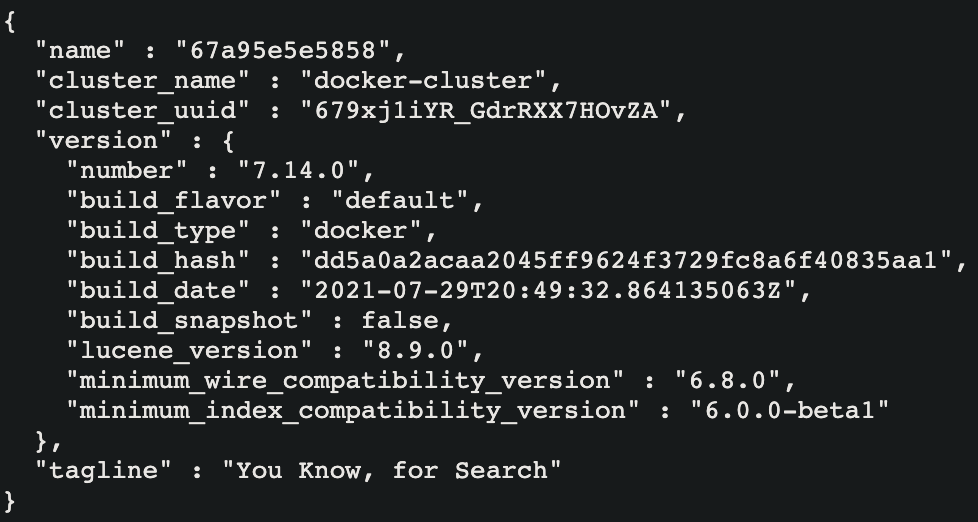 {
  "name" : "67a95e5e5858",
  "cluster_name" : "docker-cluster",
  "cluster_uuid" : "679xj1iYR_GdrRXX7HOvZA",
  "version" : {
    "number" : "7.14.0",
    "build_flavor" : "default",
    "build_type" : "docker",
    "build_hash" : "dd5a0a2acaa2045ff9624f3729fc8a6f40835aa1",
    "build_date" : "2021-07-29T20:49:32.864135063Z",
    "build_snapshot" : false,
    "lucene_version" : "8.9.0",
    "minimum_wire_compatibility_version" : "6.8.0",
    "minimum_index_compatibility_version" : "6.0.0-beta1"
  },
  "tagline" : "You Know, for Search"
}